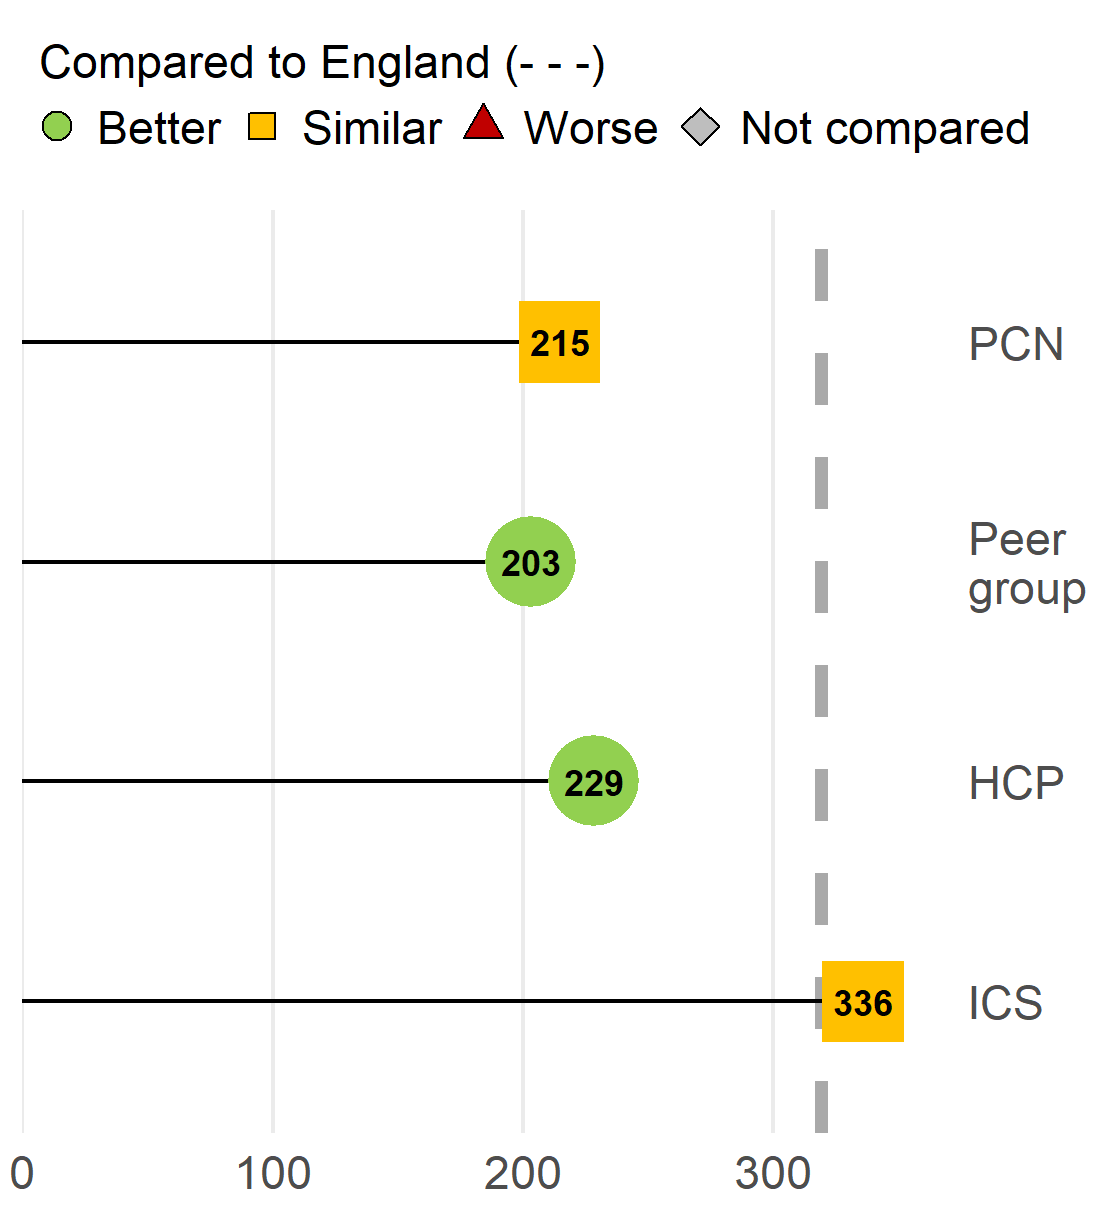 Compared to England (- - -)
Better Similar Worse Not compared
215 PCN
203 Peer
group
229 HCP
336 ICS
0 100 200 300